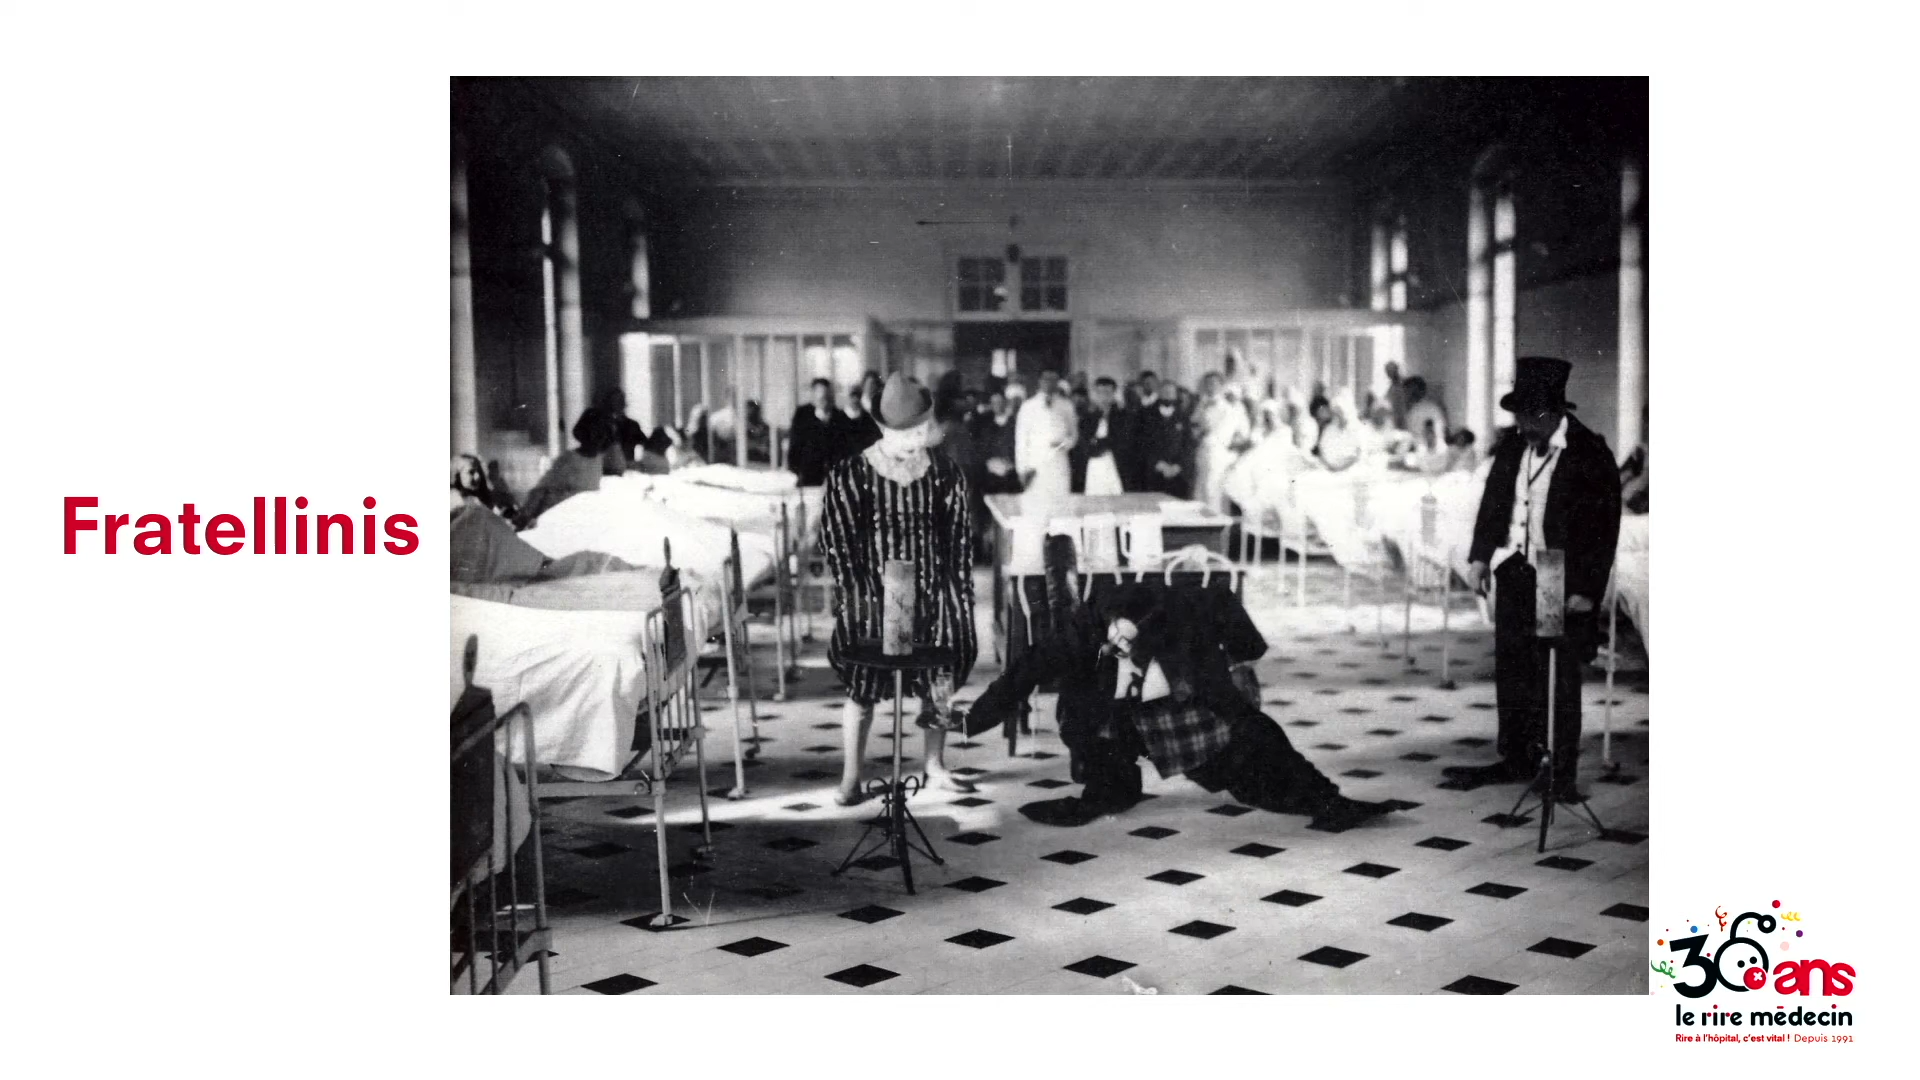 Fratellinis
30 ans
le rire médecin
Rire à l'hôpital, c'est vital ! Depuis 1991